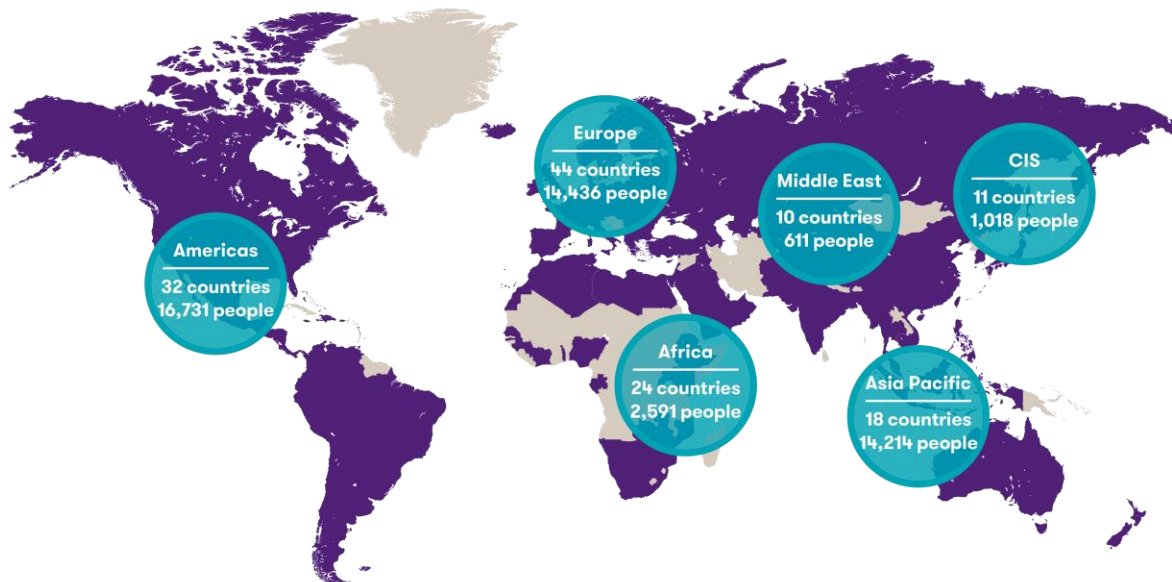 Europe
44 countries
14,436 people
CIS
11 countries
1,018 people
Middle East
10 countries
611 people
Americas
32 countries
16,731 people
Africa
24 countries
2,591 people
Asia Pacific
18 countries
14,214 people